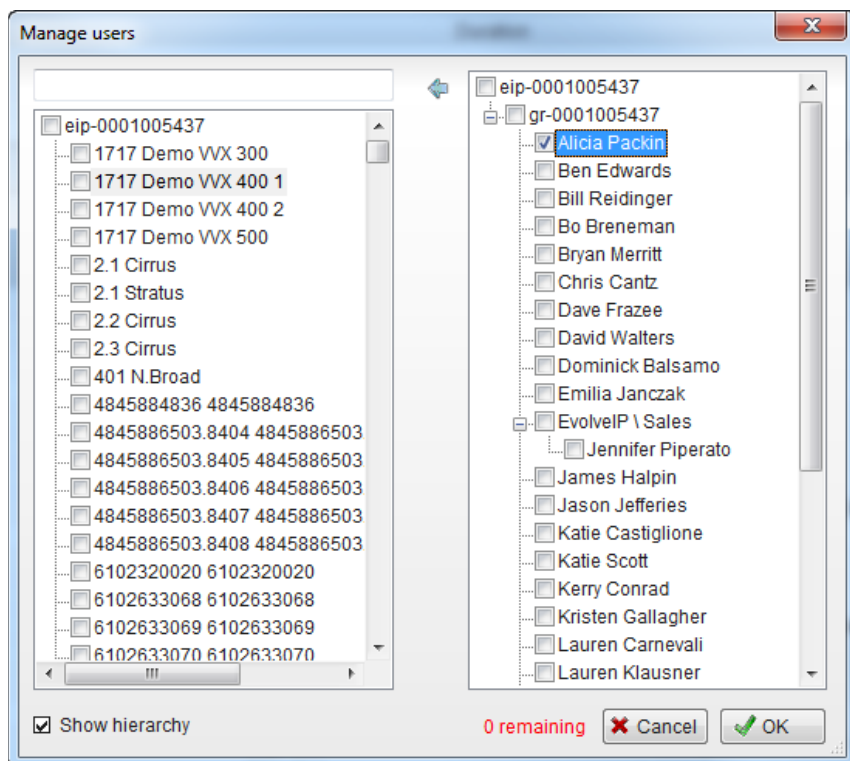 Manage users
eip-0001005437
1717 Demo VVX 300
1717 Demo VVX 400 1
1717 Demo VVX 400 2
1717 Demo VVX 500
2.1 Cirrus
2.1 Stratus
2.2 Cirrus
2.3 Cirrus
401 N.Broad
4845884836 4845884836
4845886503.8404 4845886503
4845886503.8405 4845886503
4845886503.8406 4845886503
4845886503.8407 4845886503
4845886503.8408 4845886503
6102320020 6102320020
6102633068 6102633068
6102633069 6102633069
6102633070 6102633070
eip-0001005437
gr-0001005437
Alicia Packin
Ben Edwards
Bill Reidinger
Bo Breneman
Bryan Merritt
Chris Cantz
Dave Frazee
David Walters
Dominick Balsamo
Emilia Janczak
EvolveIP \ Sales
Jennifer Piperato
James Halpin
Jason Jefferies
Katie Castiglione
Katie Scott
Kerry Conrad
Kristen Gallagher
Lauren Carnevali
Lauren Klausner
Show hierarchy
0 remaining
Cancel
OK